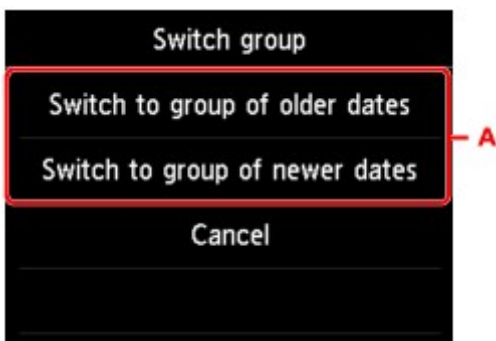 Switch group
Switch to group of older dates
A
Switch to group of newer dates
Cancel